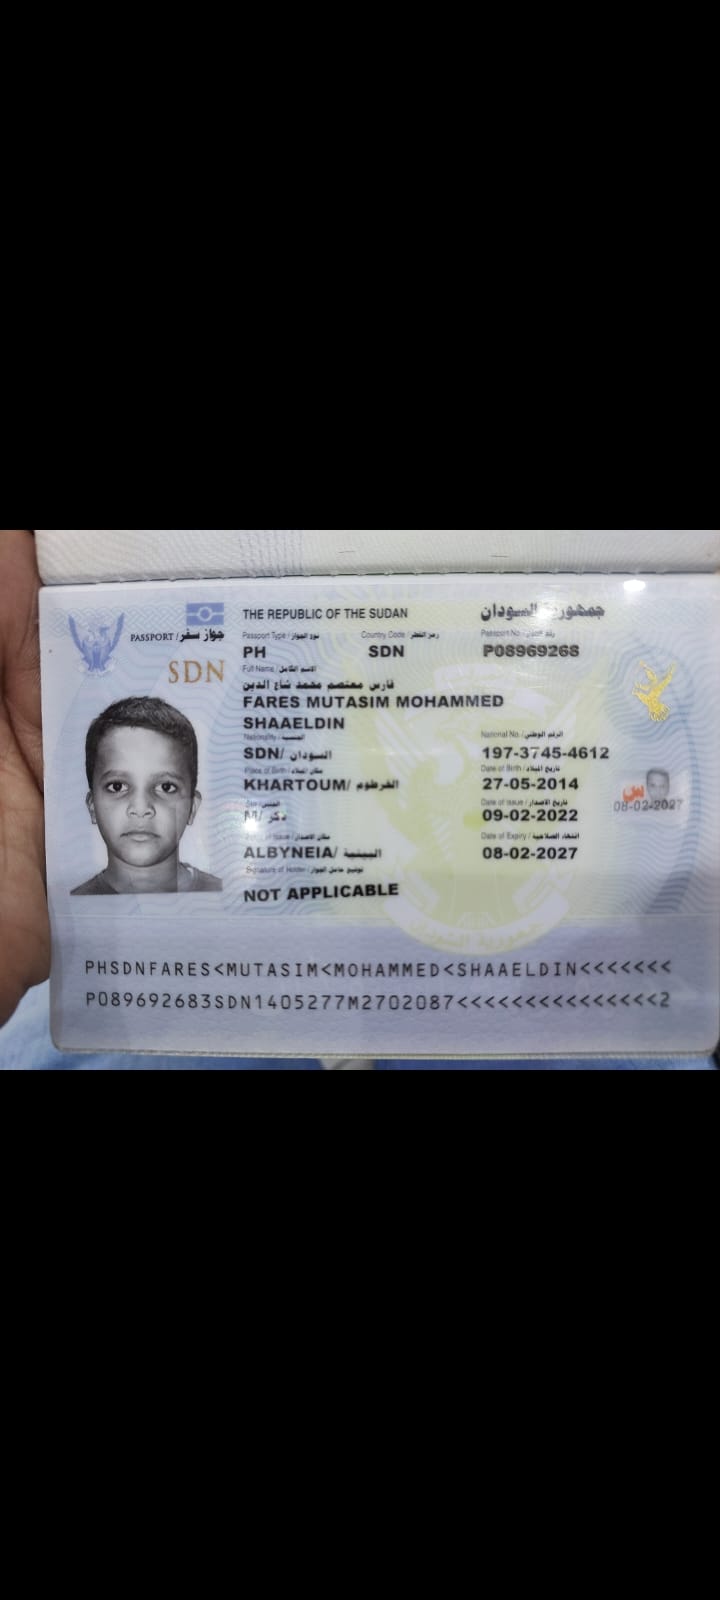 THE REPUBLIC OF THE SUDAN جمهورية السودان
PASSPORT / جواز سفر
SDN
Passport Type / نوع الجواز Country Code / رمز القطر Passport No. / رقم الجواز
PH SDN P08969268
Full Name / الاسم الكامل
فارس معتصم محمد شاع الدين
FARES MUTASIM MOHAMMED
SHAAELDIN
Nationality / الجنسية National No. / الرقم الوطني
SDN/ السودان 197-3745-4612
Place of Birth / مكان الميلاد Date of Birth / تاريخ الميلاد
KHARTOUM/ الخرطوم 27-05-2014
Sex / الجنس Date of Issue / تاريخ الاصدار
M/ ذكر 09-02-2022
س
08-02-2027
Place of Issue / مكان الاصدار Date of Expiry / انتهاء الصلاحية
ALBYNEIA/ 08-02-2027
Signature of Holder / توقيع حامل الجواز
NOT APPLICABLE
جمهورية السودان
PHSDNFARES<MUTASIM<MOHAMMED<SHAAELDIN<<<<<<<
P089692683SDN1405277M2702087<<<<<<<<<<<<<<<2